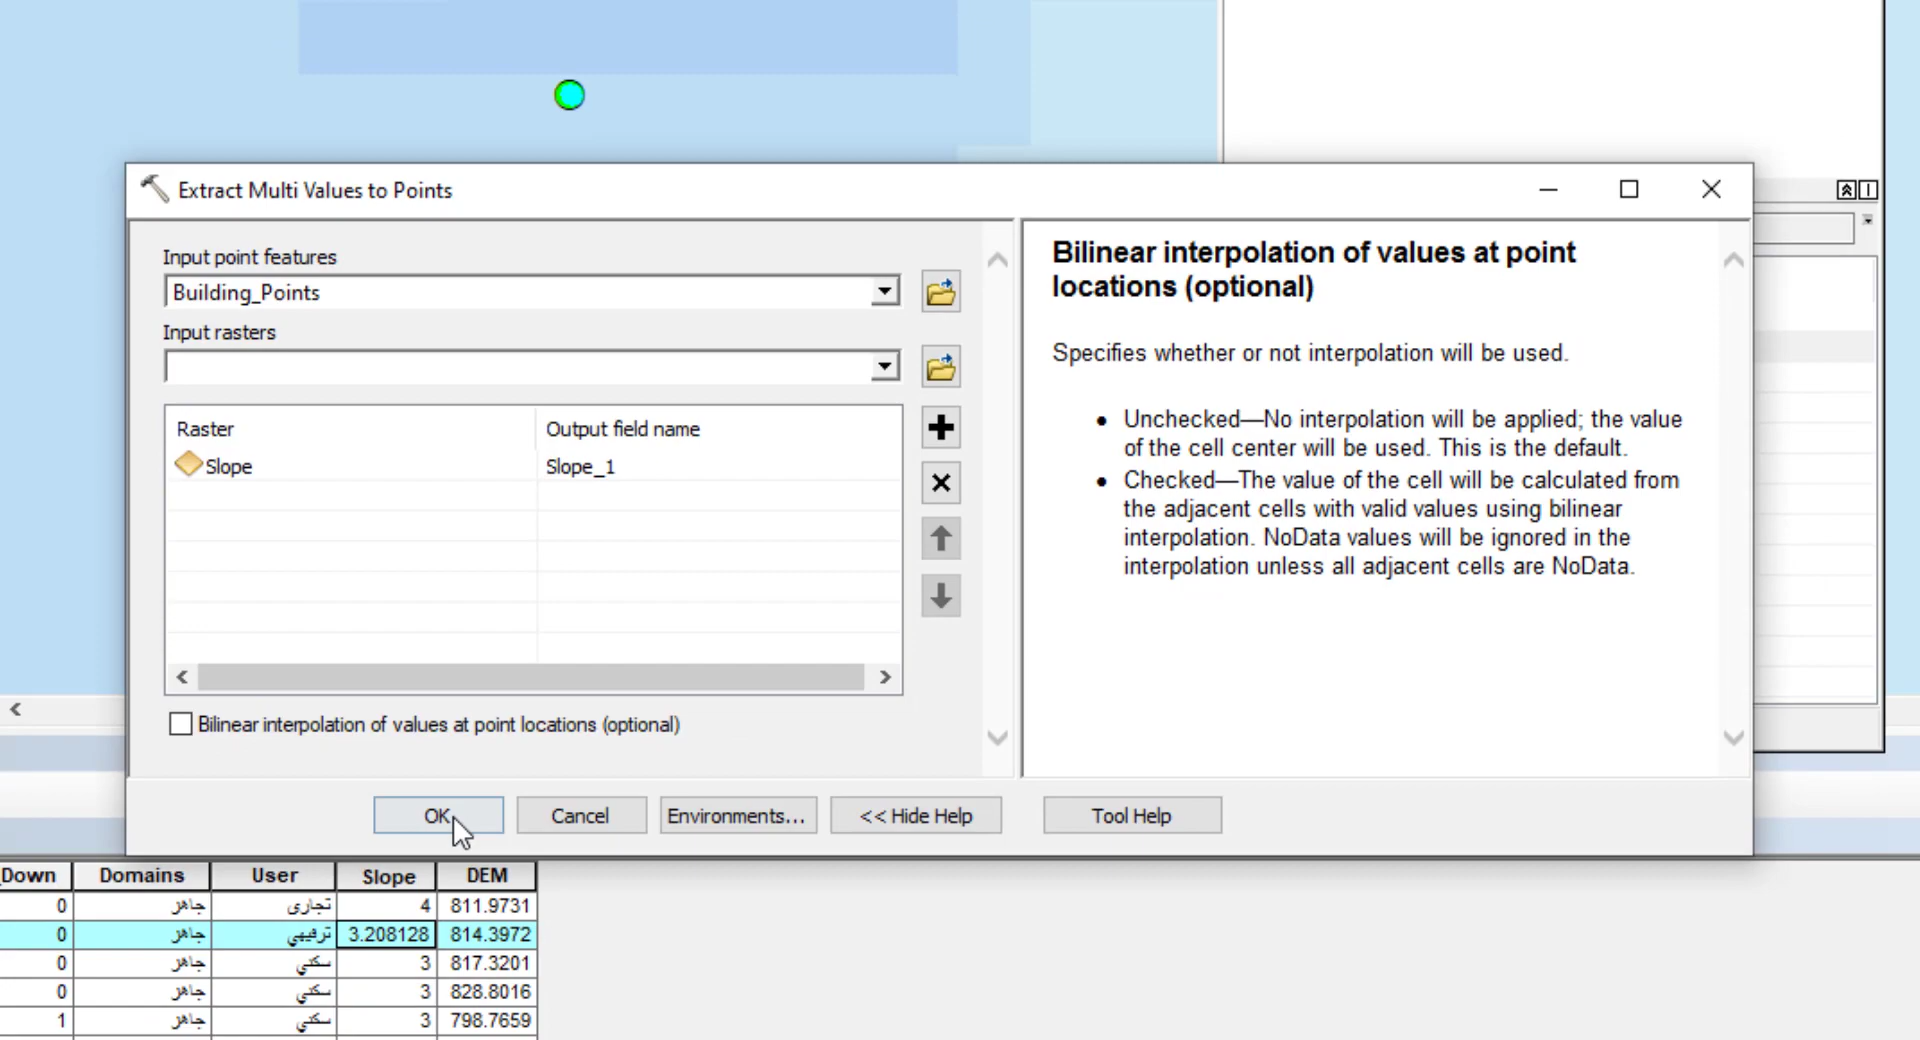 Extract Multi Values to Points
Input point features
Building_Points
Input rasters
Raster Output field name
Slope Slope_1
Bilinear interpolation of values at point locations (optional)
OK Cancel Environments... << Hide Help Tool Help
Bilinear interpolation of values at point
locations (optional)
Specifies whether or not interpolation will be used.
• Unchecked—No interpolation will be applied; the value
of the cell center will be used. This is the default.
• Checked—The value of the cell will be calculated from
the adjacent cells with valid values using bilinear
interpolation. NoData values will be ignored in the
interpolation unless all adjacent cells are NoData.
_Down Domains User Slope DEM
0 جاهز تجاری 4 811.9731
0 جاهز ترفيهي 3.208128 814.3972
0 جاهز سكني 3 817.3201
0 جاهز سكني 3 828.8016
1 جاهز سكني 3 798.7659